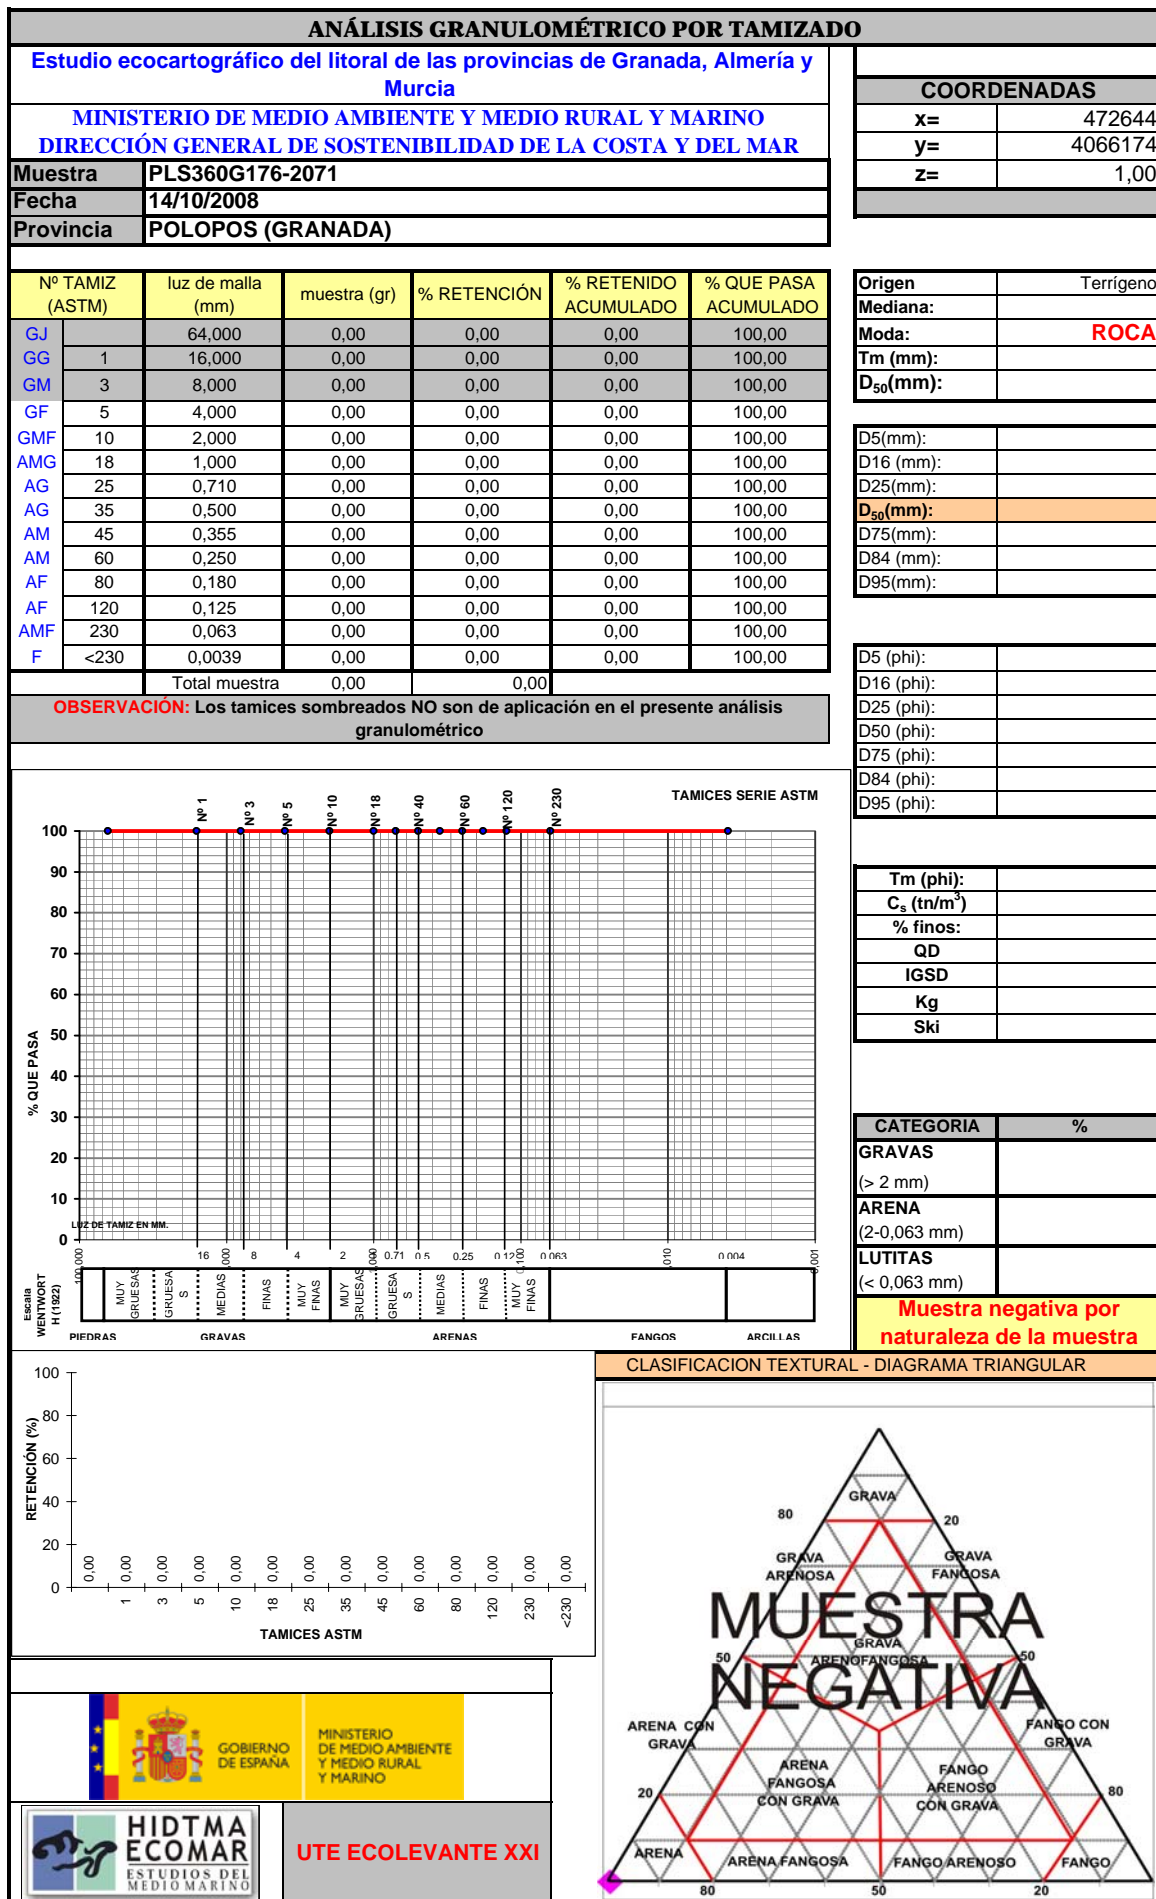 ANÁLISIS GRANULOMÉTRICO POR TAMIZADO
Estudio ecocartográfico del litoral de las provincias de Granada, Almería y
Murcia
MINISTERIO DE MEDIO AMBIENTE Y MEDIO RURAL Y MARINO
DIRECCIÓN GENERAL DE SOSTENIBILIDAD DE LA COSTA Y DEL MAR
Muestra PLS360G176-2071
Fecha 14/10/2008
Provincia POLOPOS (GRANADA)
COORDENADAS
x= 472644
y= 4066174
z= 1,00
Nº TAMIZ (ASTM) luz de malla (mm) muestra (gr) % RETENCIÓN % RETENIDO ACUMULADO % QUE PASA ACUMULADO
GJ 64,000 0,00 0,00 0,00 100,00
GG 1 16,000 0,00 0,00 0,00 100,00
GM 3 8,000 0,00 0,00 0,00 100,00
GF 5 4,000 0,00 0,00 0,00 100,00
GMF 10 2,000 0,00 0,00 0,00 100,00
AMG 18 1,000 0,00 0,00 0,00 100,00
AG 25 0,710 0,00 0,00 0,00 100,00
AG 35 0,500 0,00 0,00 0,00 100,00
AM 45 0,355 0,00 0,00 0,00 100,00
AM 60 0,250 0,00 0,00 0,00 100,00
AF 80 0,180 0,00 0,00 0,00 100,00
AF 120 0,125 0,00 0,00 0,00 100,00
AMF 230 0,063 0,00 0,00 0,00 100,00
F <230 0,0039 0,00 0,00 0,00 100,00
Total muestra 0,00 0,00
OBSERVACIÓN: Los tamices sombreados NO son de aplicación en el presente análisis
granulométrico
Origen Terrígeno
Mediana:
Moda: ROCA
Tm (mm):
D50(mm):
D5(mm):
D16 (mm):
D25(mm):
D50(mm):
D75(mm):
D84 (mm):
D95(mm):
D5 (phi):
D16 (phi):
D25 (phi):
D50 (phi):
D75 (phi):
D84 (phi):
D95 (phi):
Tm (phi):
Cs (tn/m3)
% finos:
QD
IGSD
Kg
Ski
CATEGORIA %
GRAVAS
(> 2 mm)
ARENA
(2-0,063 mm)
LUTITAS
(< 0,063 mm)
Muestra negativa por
naturaleza de la muestra
TAMICES SERIE ASTM
Nº 1 Nº 3 Nº 5 Nº 10 Nº 18 Nº 40 Nº 60 Nº 120 Nº 230
% QUE PASA
100
90
80
70
60
50
40
30
20
10
0
LUZ DE TAMIZ EN MM.
16 8 4 2 0.71 0.5 0.25 0.12 0.063 0.004
100,000 ,000 1,000 0,100 ,010 0,001
Escala WENTWORT H (1922)
MUY GRUESAS GRUESA S MEDIAS FINAS MUY FINAS MUY GRUESAS GRUESA S MEDIAS FINAS MUY FINAS
PIEDRAS GRAVAS ARENAS FANGOS ARCILLAS
RETENCIÓN (%)
100
80
60
40
20
0
0,00 0,00 0,00 0,00 0,00 0,00 0,00 0,00 0,00 0,00 0,00 0,00 0,00 0,00
1 3 5 10 18 25 35 45 60 80 120 230 <230
TAMICES ASTM
CLASIFICACION TEXTURAL - DIAGRAMA TRIANGULAR
GRAVA
80 20
GRAVA ARENOSA
GRAVA FANGOSA
MUESTRA
NEGATIVA
GRAVA
ARENOFANGOSA
50 50
ARENA CON GRAVA
FANGO CON GRAVA
ARENA FANGOSA CON GRAVA
FANGO ARENOSO CON GRAVA
20 80
ARENA ARENA FANGOSA FANGO ARENOSO FANGO
80 50 20
GOBIERNO
DE ESPAÑA
MINISTERIO
DE MEDIO AMBIENTE
Y MEDIO RURAL
Y MARINO
HIDTMA
ECOMAR
ESTUDIOS DEL
MEDIO MARINO
UTE ECOLEVANTE XXI